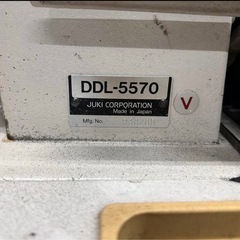 DDL-5570
JUKI CORPORATION
Made in Japan
Mfg. No.
V